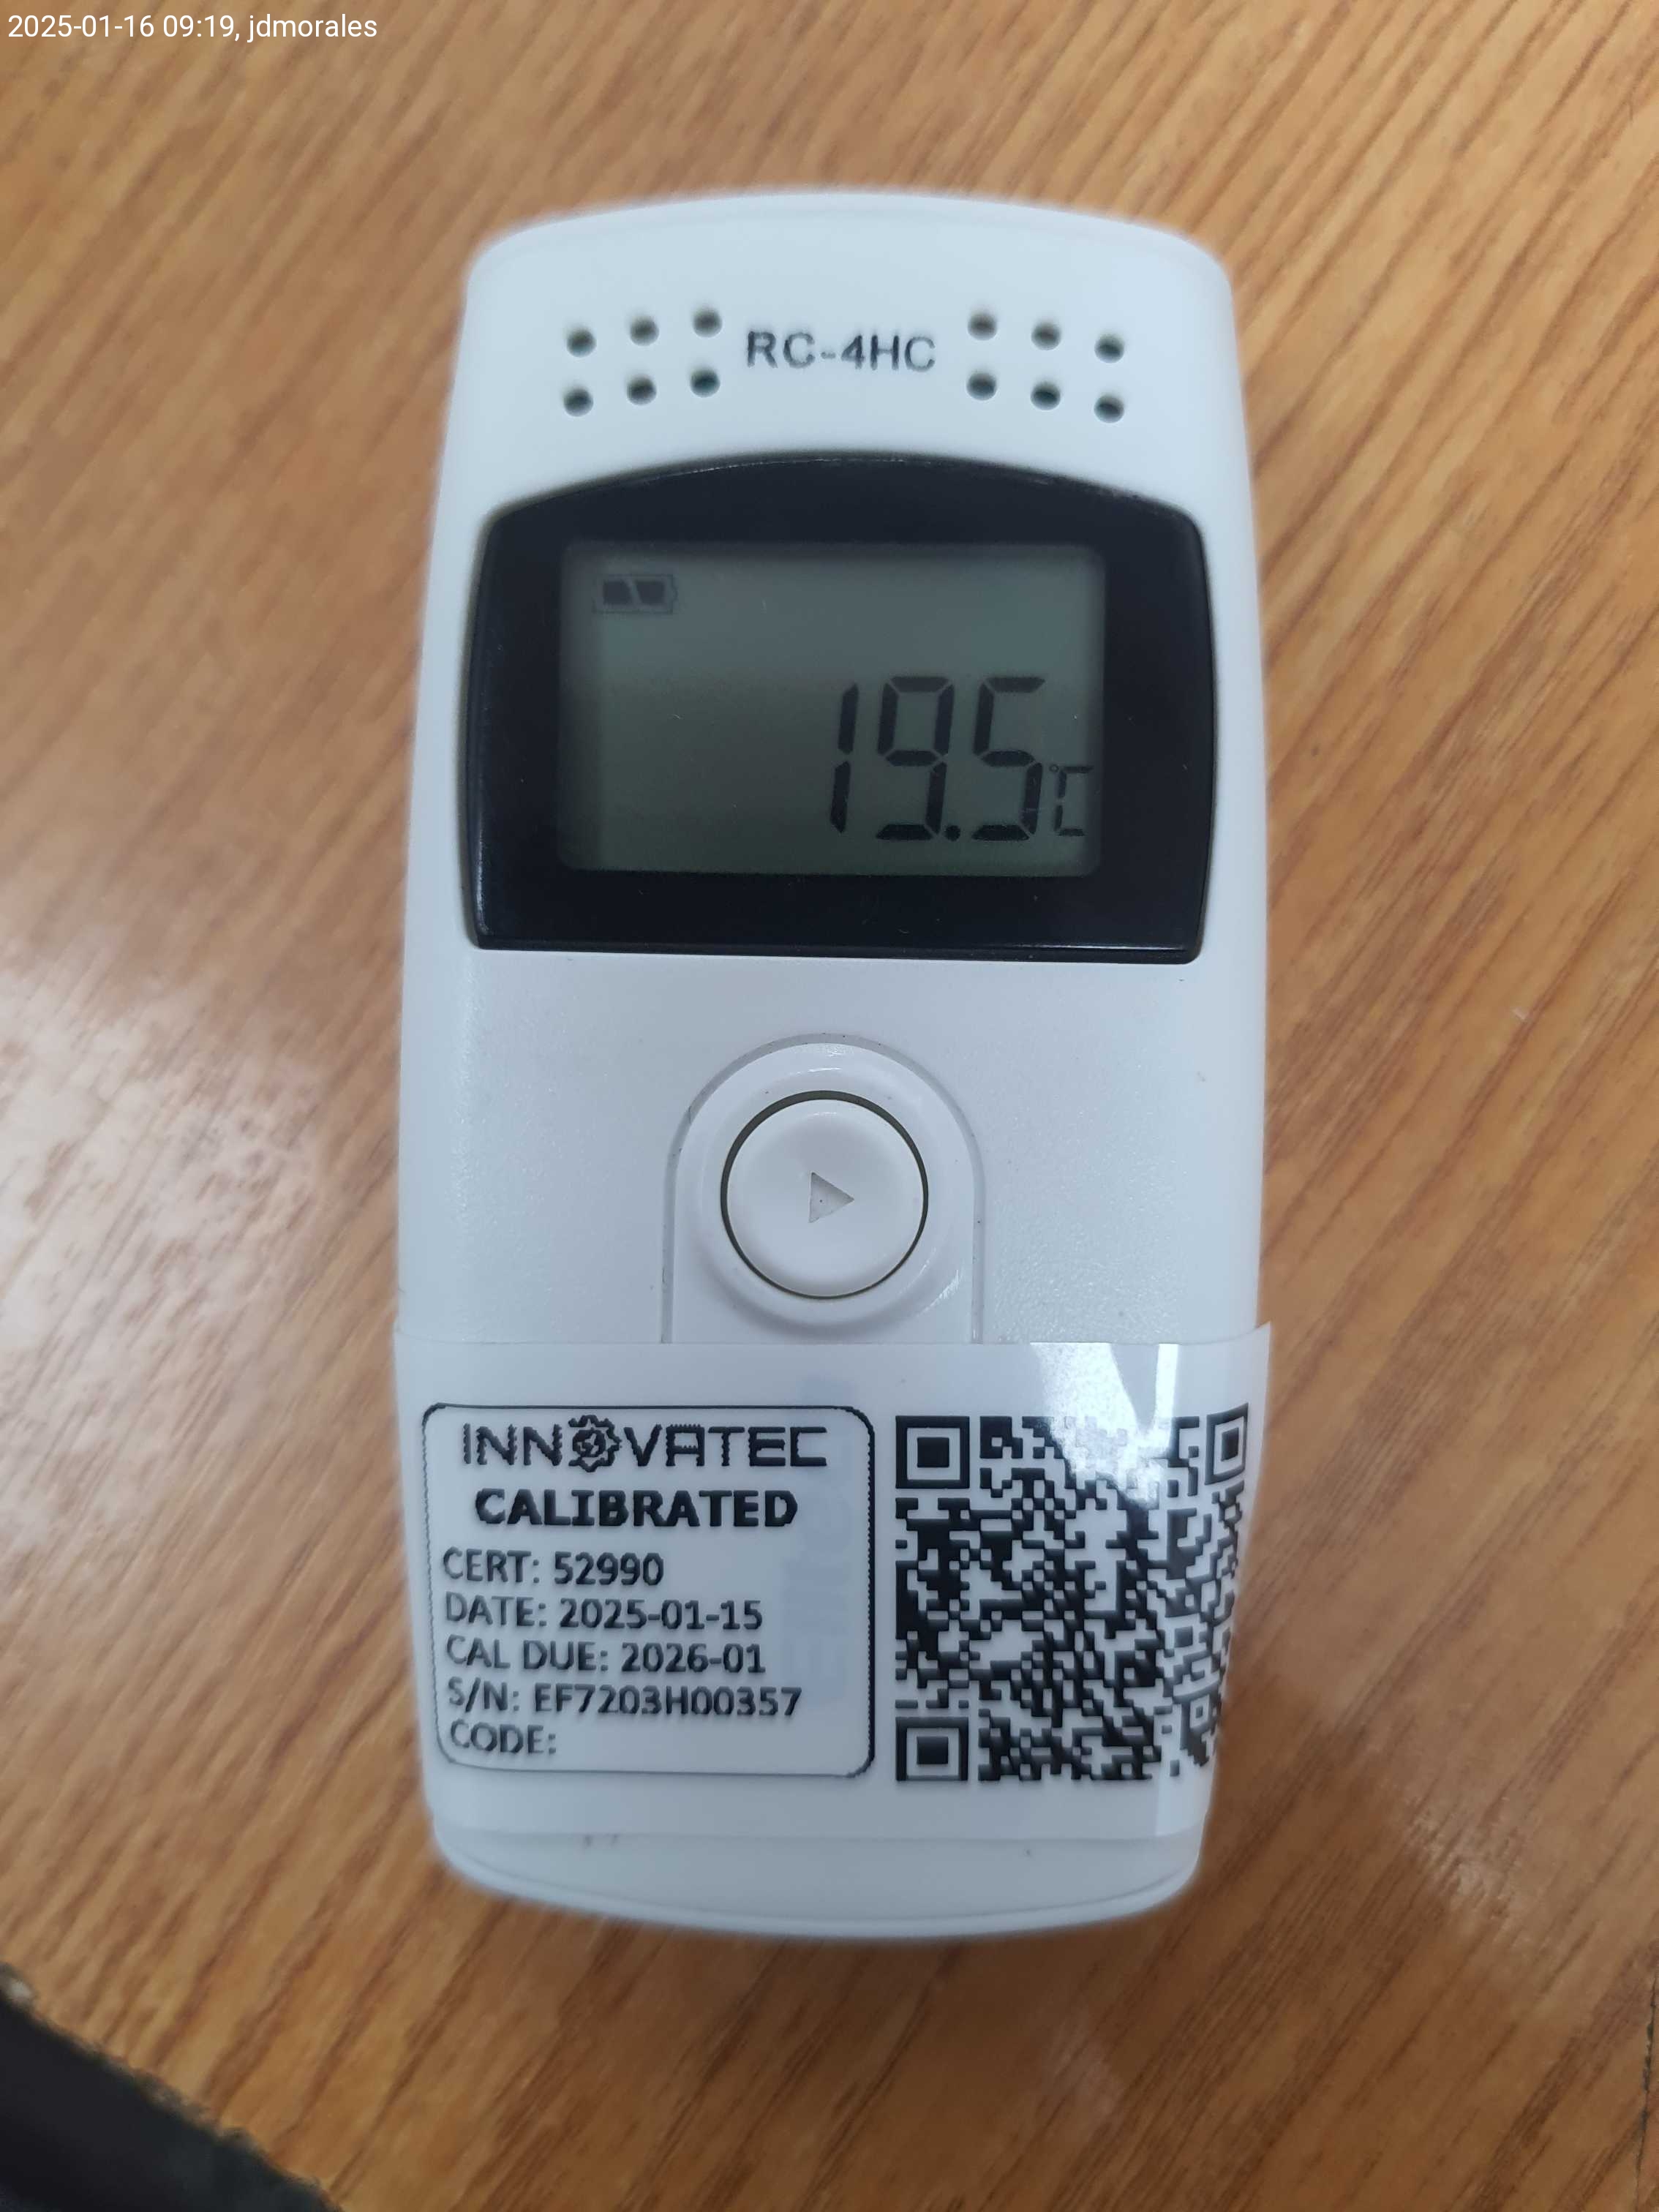 2025-01-16 09:19, jdmorales
RC-4HC
19.5°C
INNOVATEC
CALIBRATED
CERT: 52990
DATE: 2025-01-15
CAL DUE: 2026-01
S/N: EF7203H00357
CODE: